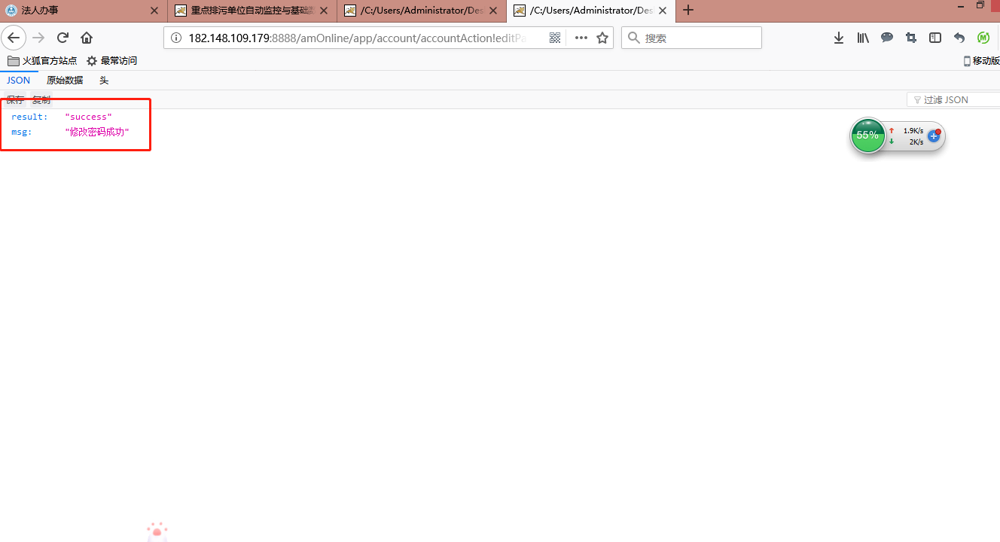 法人办事
重点排污单位自动监控与基础数
/C:/Users/Administrator/Des
/C:/Users/Administrator/Des
182.148.109.179:8888/amOnline/app/account/accountAction!editPa
搜索
火狐官方站点 最常访问
移动版
JSON 原始数据 头
保存 复制
过滤 JSON
result: "success"
msg: "修改密码成功"
55%
1.9K/s
2K/s